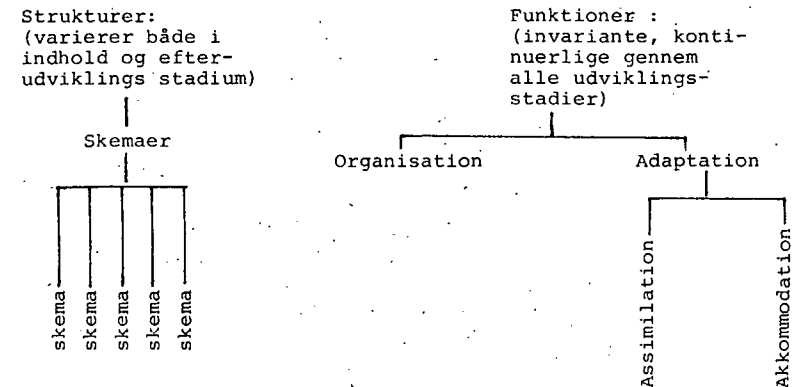 Strukturer:
(varierer både i
indhold og efter-
udviklings stadium)
Skemaer
skema
skema
skema
skema
skema
Funktioner :
(invariante, konti-
nuerlige gennem
alle udviklings-
stadier)
Organisation
Adaptation
Assimilation
Akkommodation